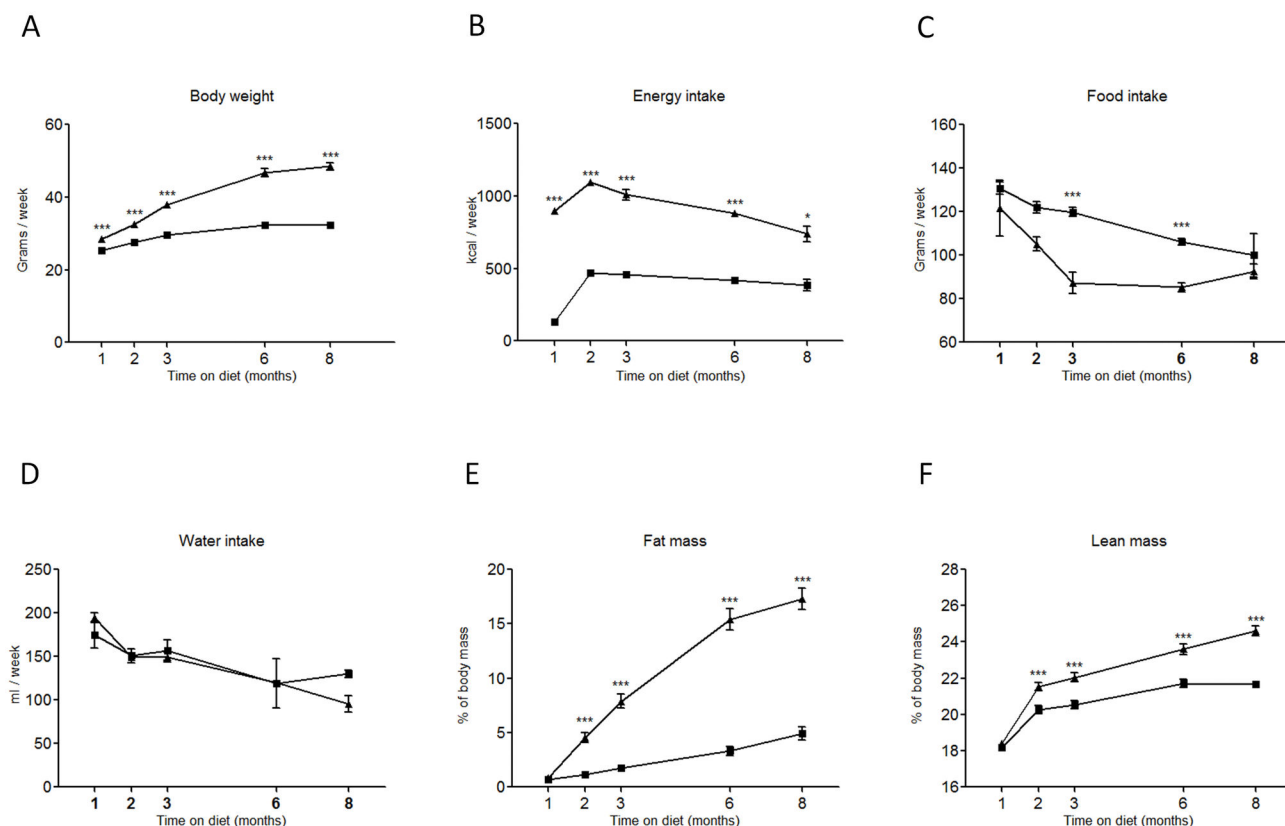 A
Body weight
Grams / week
60
40
20
0
***
***
***
***
***
1 2 3 6 8
Time on diet (months)
B
Energy intake
kcal / week
1500
1000
500
0
***
***
***
***
*
1 2 3 6 8
Time on diet (months)
C
Food intake
Grams / week
160
140
120
100
80
60
***
***
1 2 3 6 8
Time on diet (months)
D
Water intake
ml / week
250
200
150
100
50
0
1 2 3 6 8
Time on diet (months)
E
Fat mass
% of body mass
20
15
10
5
0
***
***
***
***
1 2 3 6 8
Time on diet (months)
F
Lean mass
% of body mass
28
26
24
22
20
18
16
***
***
***
***
1 2 3 6 8
Time on diet (months)